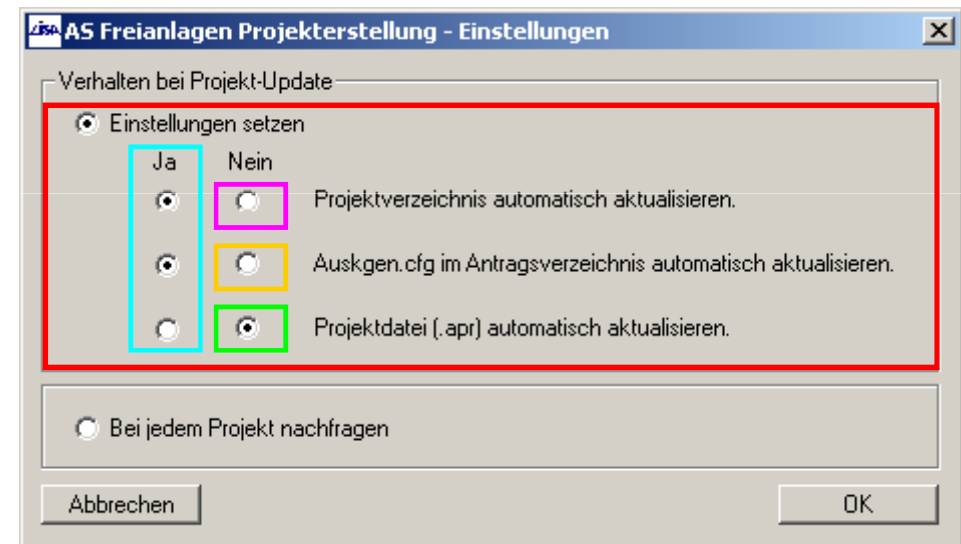 AS Freianlagen Projekterstellung - Einstellungen
Verhalten bei Projekt-Update
Einstellungen setzen
Ja Nein
Projektverzeichnis automatisch aktualisieren.
Auskgen.cfg im Antragsverzeichnis automatisch aktualisieren.
Projektdatei (.apr) automatisch aktualisieren.
Bei jedem Projekt nachfragen
Abbrechen OK